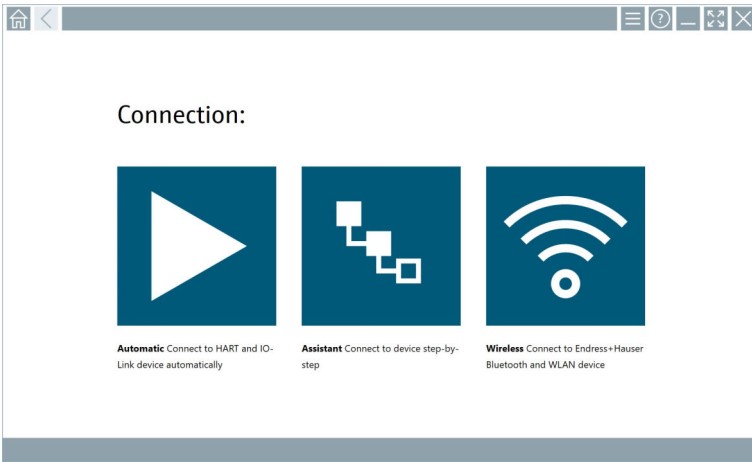 ?
Connection:
Automatic Connect to HART and IO-
Link device automatically
Assistant Connect to device step-by-
step
Wireless Connect to Endress+Hauser
Bluetooth and WLAN device